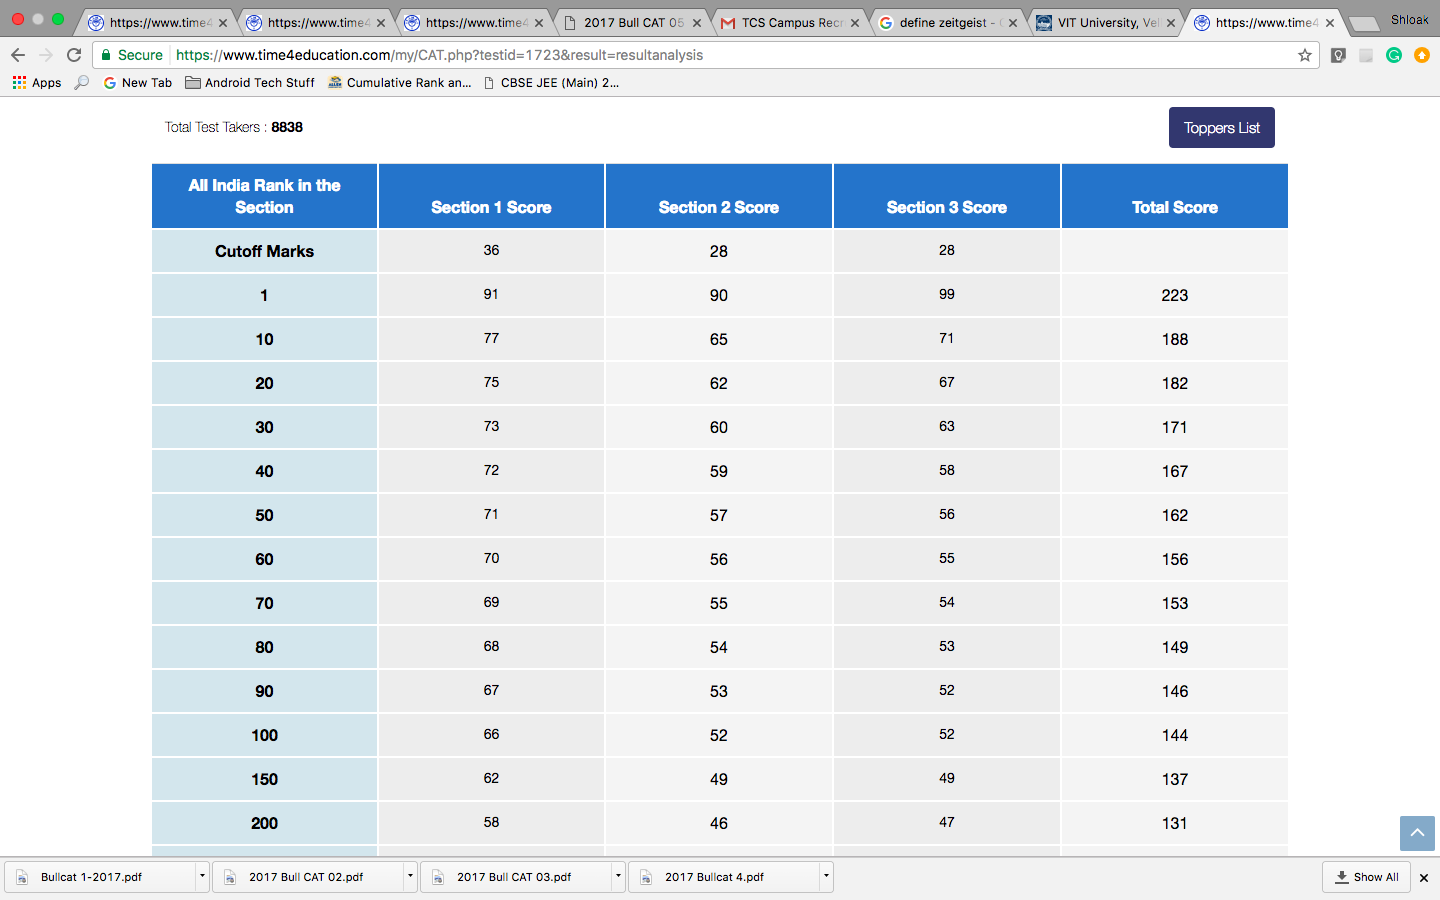 https://www.time4
https://www.time4
https://www.time4
2017 Bull CAT 05
TCS Campus Recr
define zeitgeist -
VIT University, Vel
https://www.time4
Shloak
Secure
https://www.time4education.com/my/CAT.php?testid=1723&result=resultanalysis
Apps
New Tab
Android Tech Stuff
Cumulative Rank an...
CBSE JEE (Main) 2...
Total Test Takers : 8838
Toppers List
All India Rank in the
Section Section 1 Score Section 2 Score Section 3 Score Total Score
Cutoff Marks 36 28 28
1 91 90 99 223
10 77 65 71 188
20 75 62 67 182
30 73 60 63 171
40 72 59 58 167
50 71 57 56 162
60 70 56 55 156
70 69 55 54 153
80 68 54 53 149
90 67 53 52 146
100 66 52 52 144
150 62 49 49 137
200 58 46 47 131
Bullcat 1-2017.pdf
2017 Bull CAT 02.pdf
2017 Bull CAT 03.pdf
2017 Bullcat 4.pdf
Show All